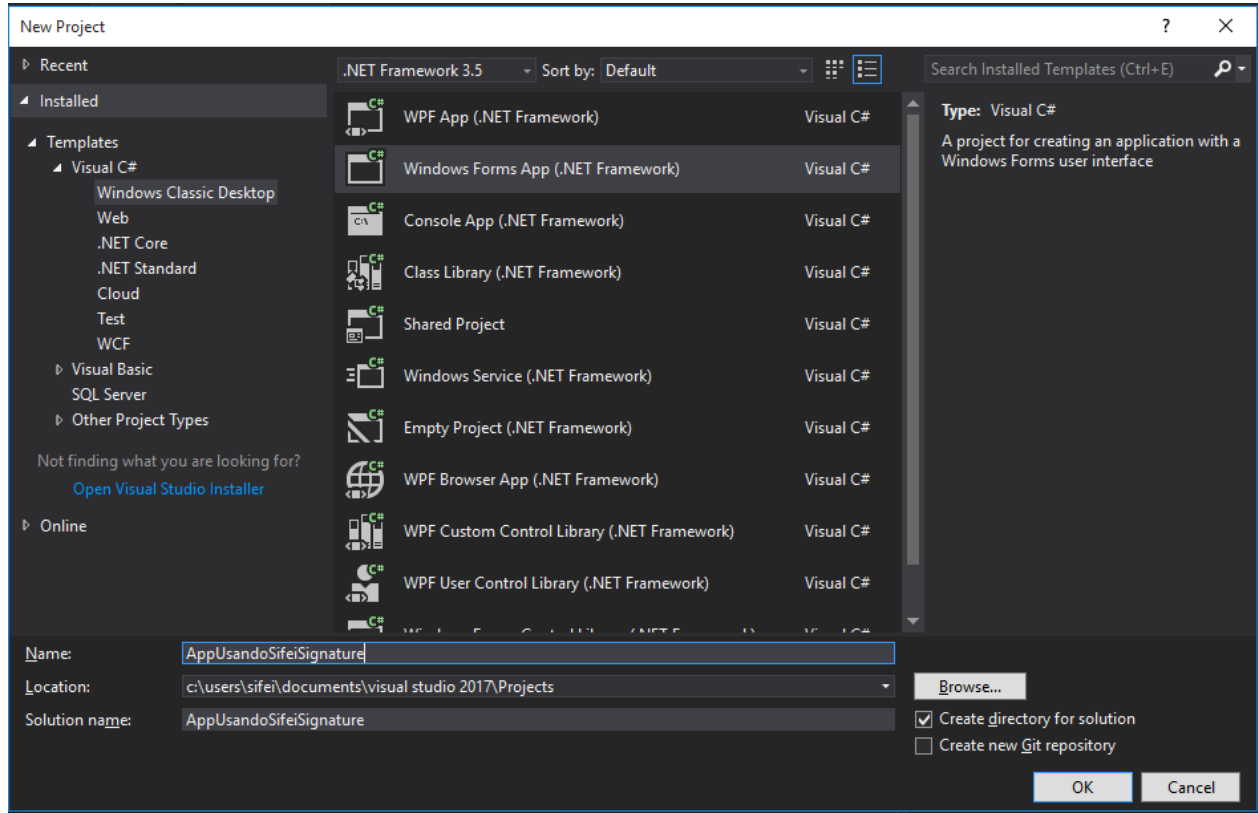 New Project
Recent
Installed
Templates
Visual C#
Windows Classic Desktop
Web
.NET Core
.NET Standard
Cloud
Test
WCF
Visual Basic
SQL Server
Other Project Types
Not finding what you are looking for?
Open Visual Studio Installer
Online
.NET Framework 3.5 Sort by: Default
WPF App (.NET Framework) Visual C#
Windows Forms App (.NET Framework) Visual C#
Console App (.NET Framework) Visual C#
Class Library (.NET Framework) Visual C#
Shared Project Visual C#
Windows Service (.NET Framework) Visual C#
Empty Project (.NET Framework) Visual C#
WPF Browser App (.NET Framework) Visual C#
WPF Custom Control Library (.NET Framework) Visual C#
WPF User Control Library (.NET Framework) Visual C#
Search Installed Templates (Ctrl+E)
Type: Visual C#
A project for creating an application with a
Windows Forms user interface
Name: AppUsandoSifeiSignature
Location: c:\users\sifei\documents\visual studio 2017\Projects
Browse...
Solution name: AppUsandoSifeiSignature
Create directory for solution
Create new Git repository
OK Cancel